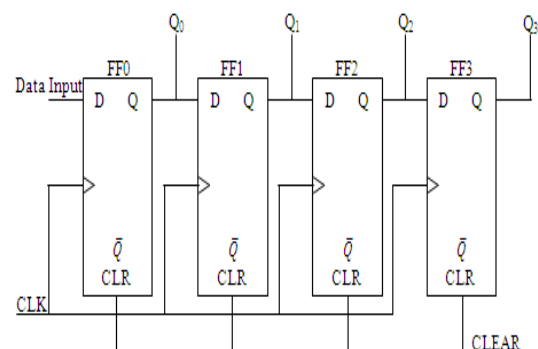 Q₀ Q₁ Q₂ Q₃
FF0 FF1 FF2 FF3
Data Input
D Q D Q D Q D Q
Q̅ Q̅ Q̅ Q̅
CLR CLR CLR CLR
CLK
CLEAR